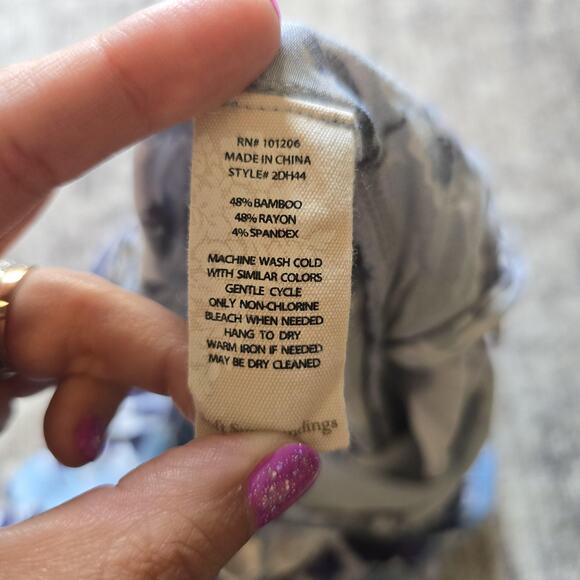 RN# 101206
MADE IN CHINA
STYLE# 2DH44
48% BAMBOO
48% RAYON
4% SPANDEX
MACHINE WASH COLD
WITH SIMILAR COLORS
GENTLE CYCLE
ONLY NON-CHLORINE
BLEACH WHEN NEEDED
HANG TO DRY
WARM IRON IF NEEDED
MAY BE DRY CLEANED